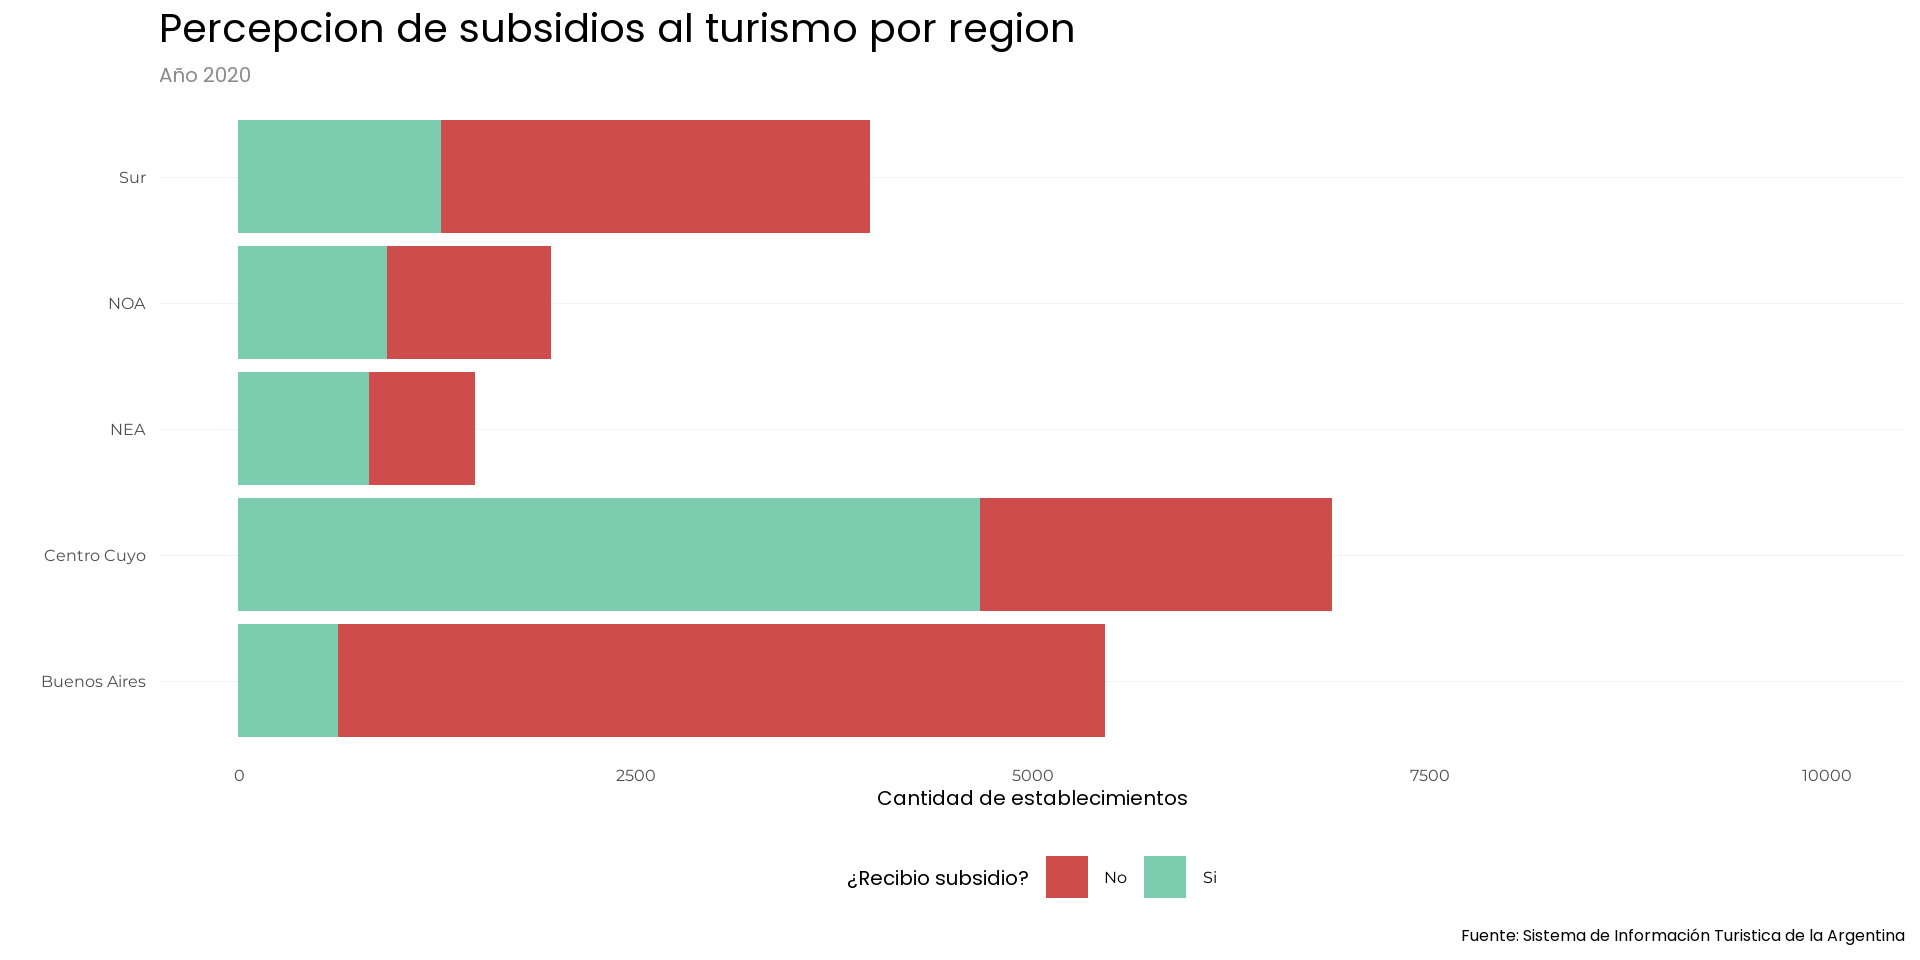 Percepcion de subsidios al turismo por region
Año 2020
Sur
NOA
NEA
Centro Cuyo
Buenos Aires
0 2500 5000 7500 10000
Cantidad de establecimientos
¿Recibio subsidio? No Si
Fuente: Sistema de Información Turistica de la Argentina